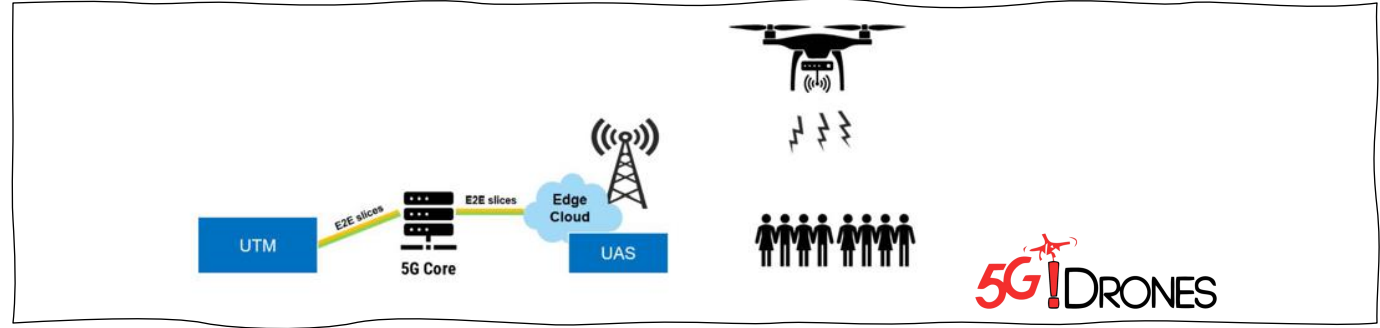 UTM
E2E slices
5G Core
E2E slices
Edge
Cloud
UAS
5G!DRONES